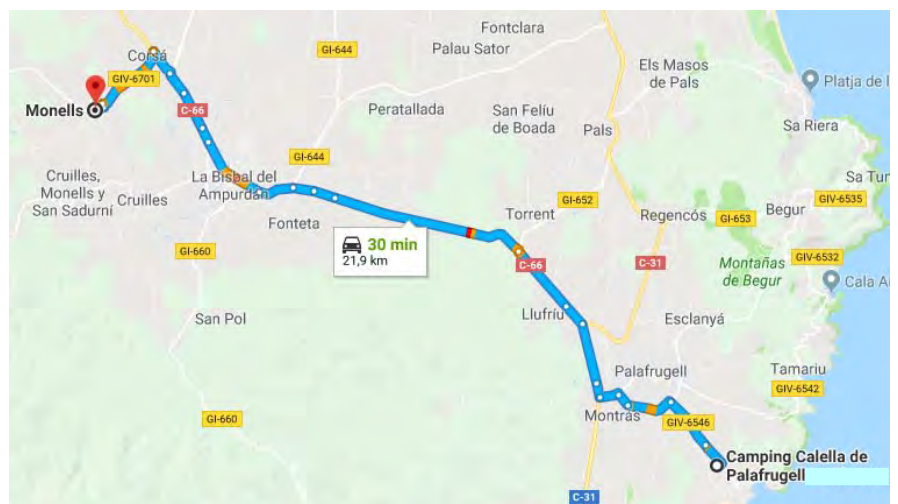 Fontclara
GI-644
Palau Sator
Corsá
Els Masos
de Pals
GIV-6701
Platja de l
Monells
C-66
Peratallada
San Felíu
de Boada
Pals
Sa Riera
GI-644
Cruilles,
Monells y
San Sadurní
Cruilles
La Bisbal del
Ampurdán
Sa Tun
GI-652
GIV-6535
Fonteta
Torrent
Regencós
GI-653
Begur
GI-660
30 min
21,9 km
C-66
C-31
Montañas
de Begur
GIV-6532
Cala Ai
San Pol
Llufríu
Esclanyá
Palafrugell
Tamariu
GIV-6542
GI-660
Montrás
GIV-6546
Camping Calella de
Palafrugell
C-31